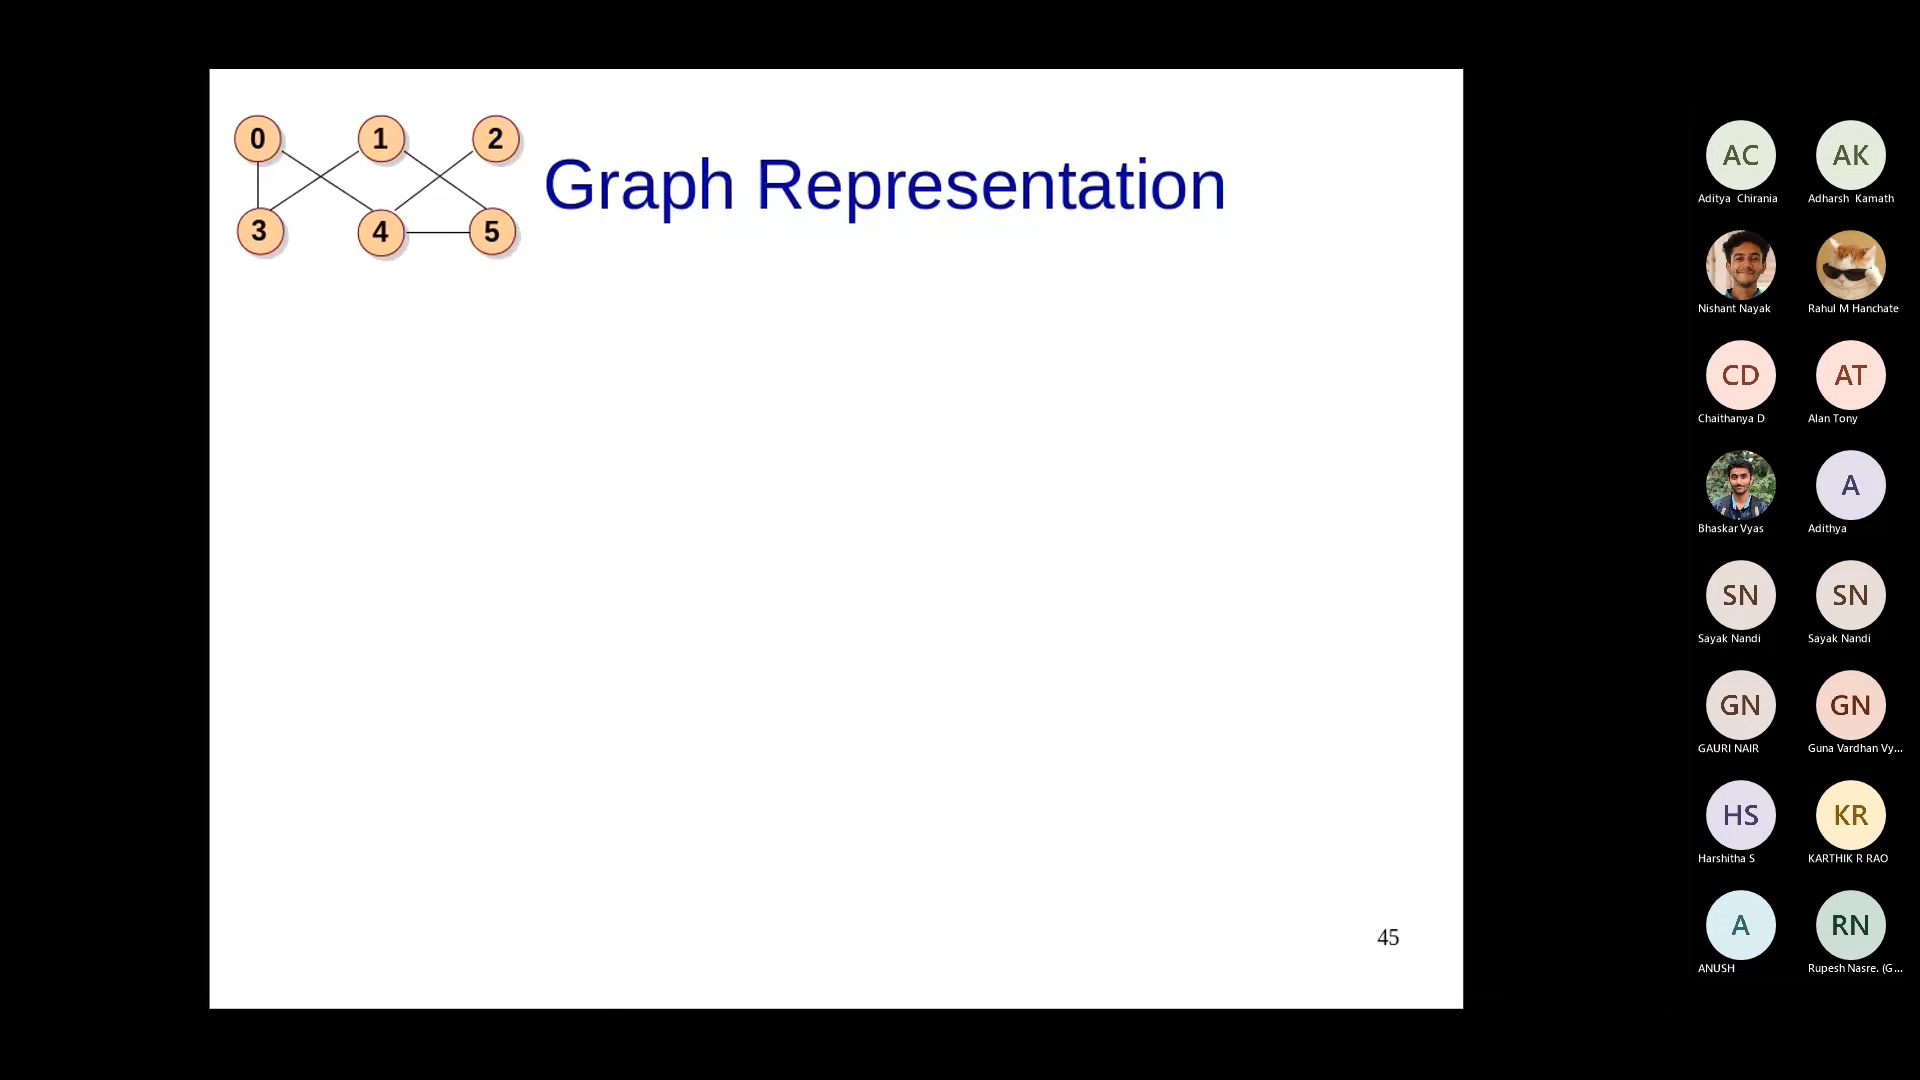 0 1 2
Graph Representation
3 4 5
45
AC AK
Aditya Chirania Adharsh Kamath
Nishant Nayak Rahul M Hanchate
CD AT
Chaithanya D Alan Tony
Bhaskar Vyas
A
Adithya
SN SN
Sayak Nandi Sayak Nandi
GN GN
GAURI NAIR Guna Vardhan Vy...
HS KR
Harshitha S KARTHIK R RAO
A RN
ANUSH Rupesh Nasre. (G...